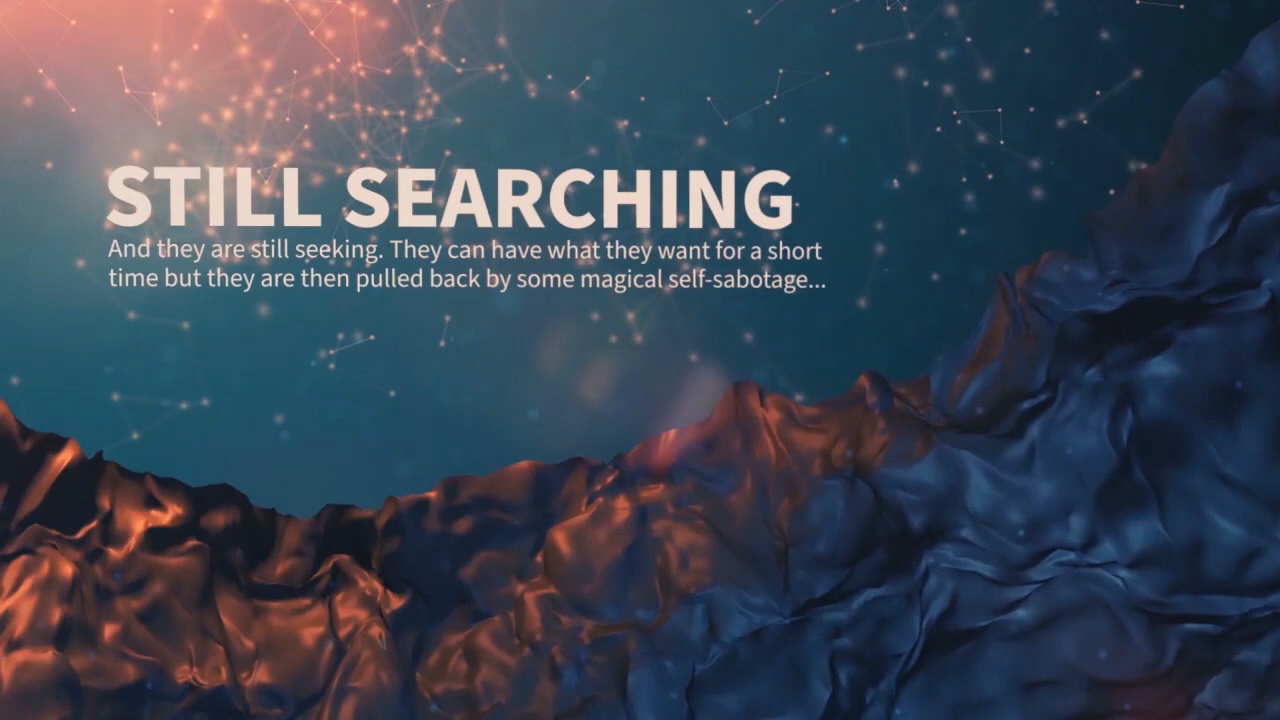 STILL SEARCHING
And they are still seeking. They can have what they want for a short
time but they are then pulled back by some magical self-sabotage...